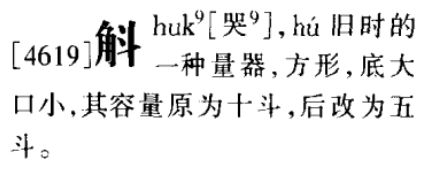 [4619]斛 huk⁹[哭⁹], hú 旧时的
一种量器,方形,底大
口小,其容量原为十斗,后改为五
斗。